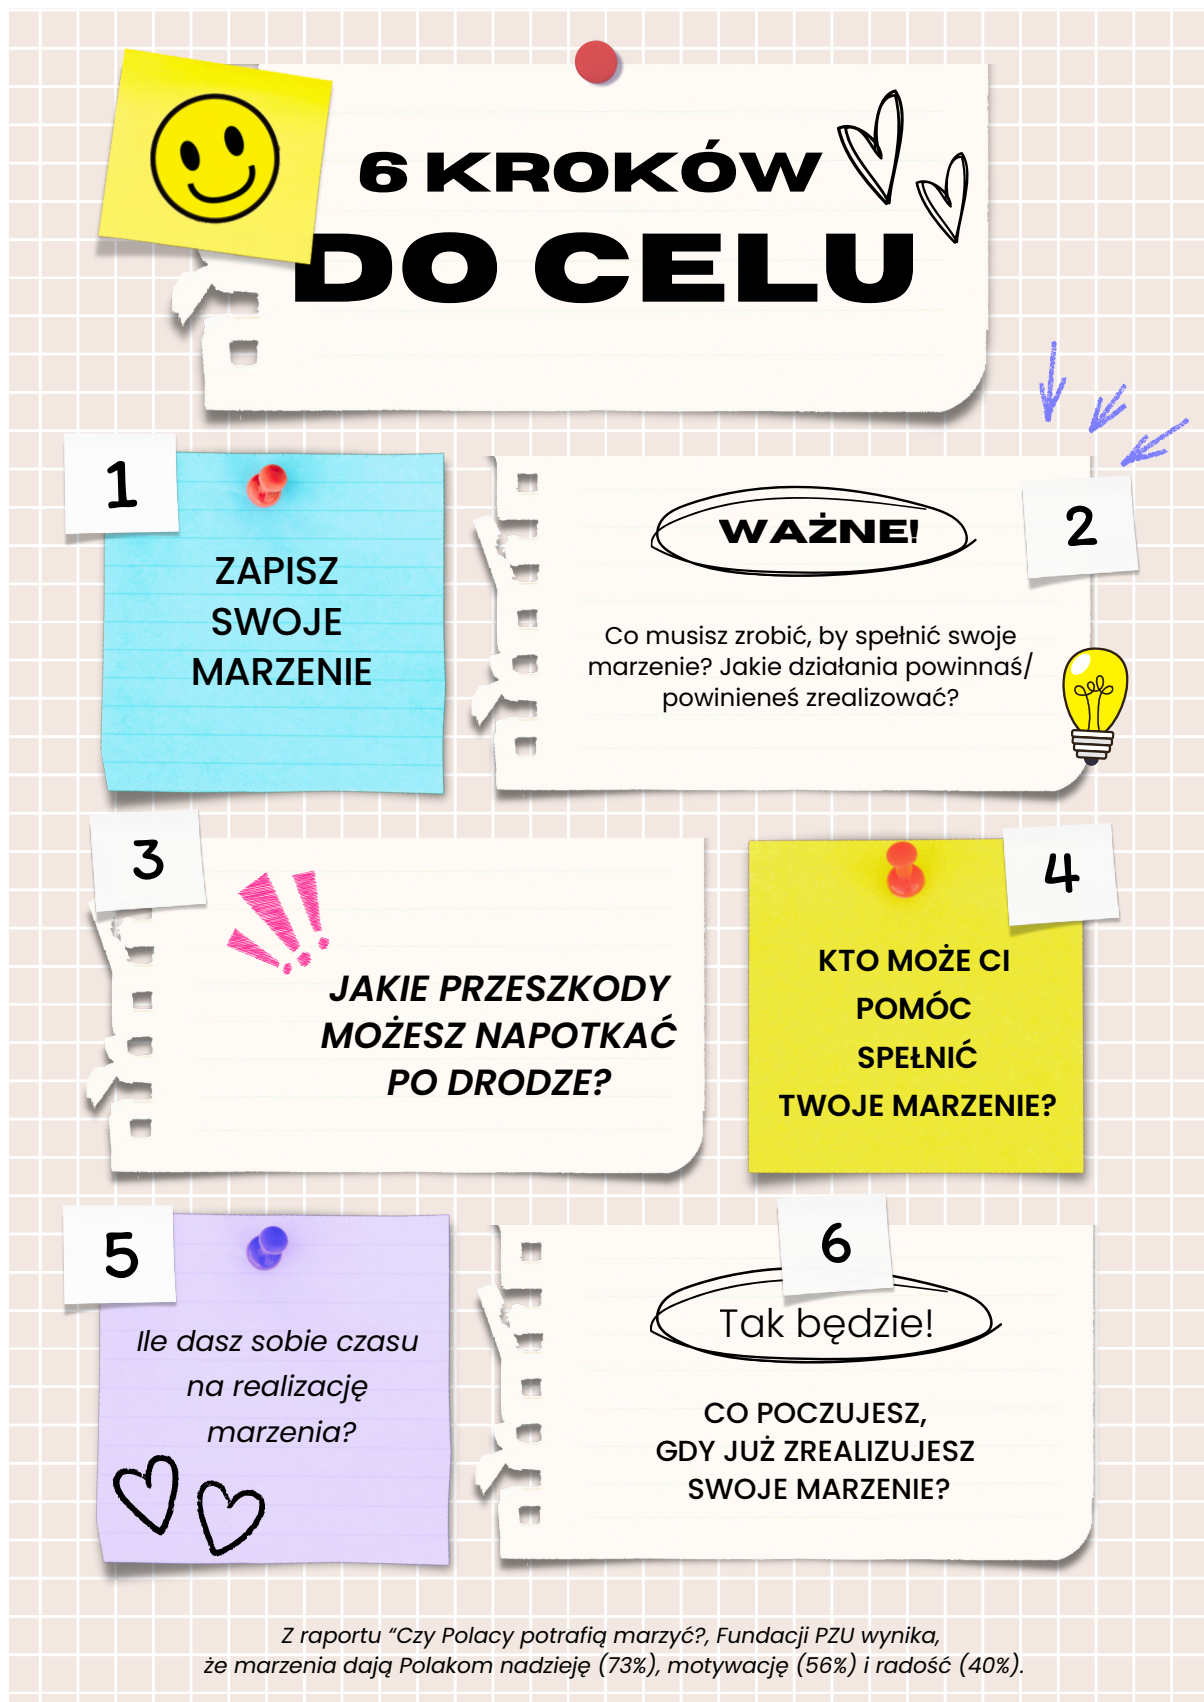 6 KROKÓW
DO CELU
1
ZAPISZ
SWOJE
MARZENIE
2
WAŻNE!
Co musisz zrobić, by spełnić swoje
marzenie? Jakie działania powinnaś/
powinieneś zrealizować?
3
JAKIE PRZESZKODY
MOŻESZ NAPOTKAĆ
PO DRODZE?
4
KTO MOŻE CI
POMÓC
SPEŁNIĆ
TWOJE MARZENIE?
5
Ile dasz sobie czasu
na realizację
marzenia?
6
Tak będzie!
CO POCZUJESZ,
GDY JUŻ ZREALIZUJESZ
SWOJE MARZENIE?
Z raportu “Czy Polacy potrafią marzyć?, Fundacji PZU wynika,
że marzenia dają Polakom nadzieję (73%), motywację (56%) i radość (40%).